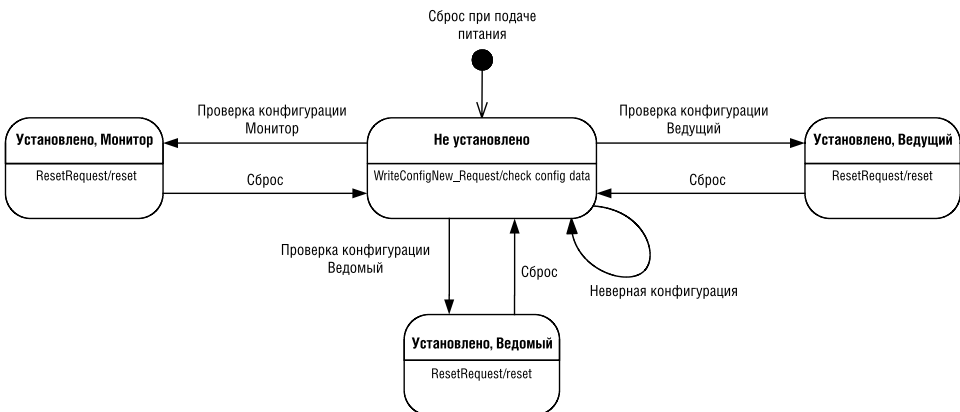 Сброс при подаче
питания
Проверка конфигурации
Монитор
Проверка конфигурации
Ведущий
Установлено, Монитор
Не установлено
Установлено, Ведущий
ResetRequest/reset
WriteConfigNew_Request/check config data
ResetRequest/reset
Сброс
Сброс
Проверка конфигурации
Ведомый
Сброс
Неверная конфигурация
Установлено, Ведомый
ResetRequest/reset